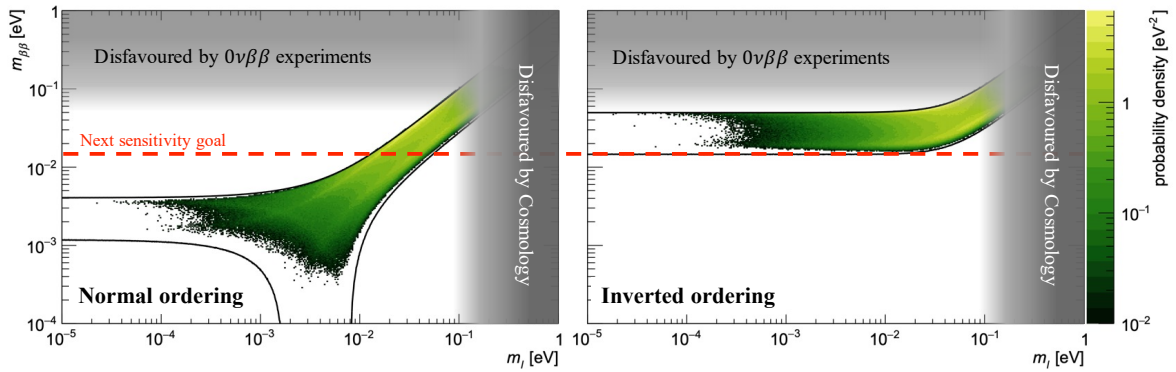 m_ββ [eV]
10⁻¹
10⁻²
10⁻³
10⁻⁴
Disfavoured by 0νββ experiments
Next sensitivity goal
Disfavoured by Cosmology
Normal ordering
10⁻⁵
10⁻⁴
10⁻³
10⁻²
10⁻¹
1
m_l [eV]
Disfavoured by 0νββ experiments
Disfavoured by Cosmology
Inverted ordering
10⁻⁵
10⁻⁴
10⁻³
10⁻²
10⁻¹
1
m_l [eV]
probability density [eV⁻²]
1
10⁻¹
10⁻²